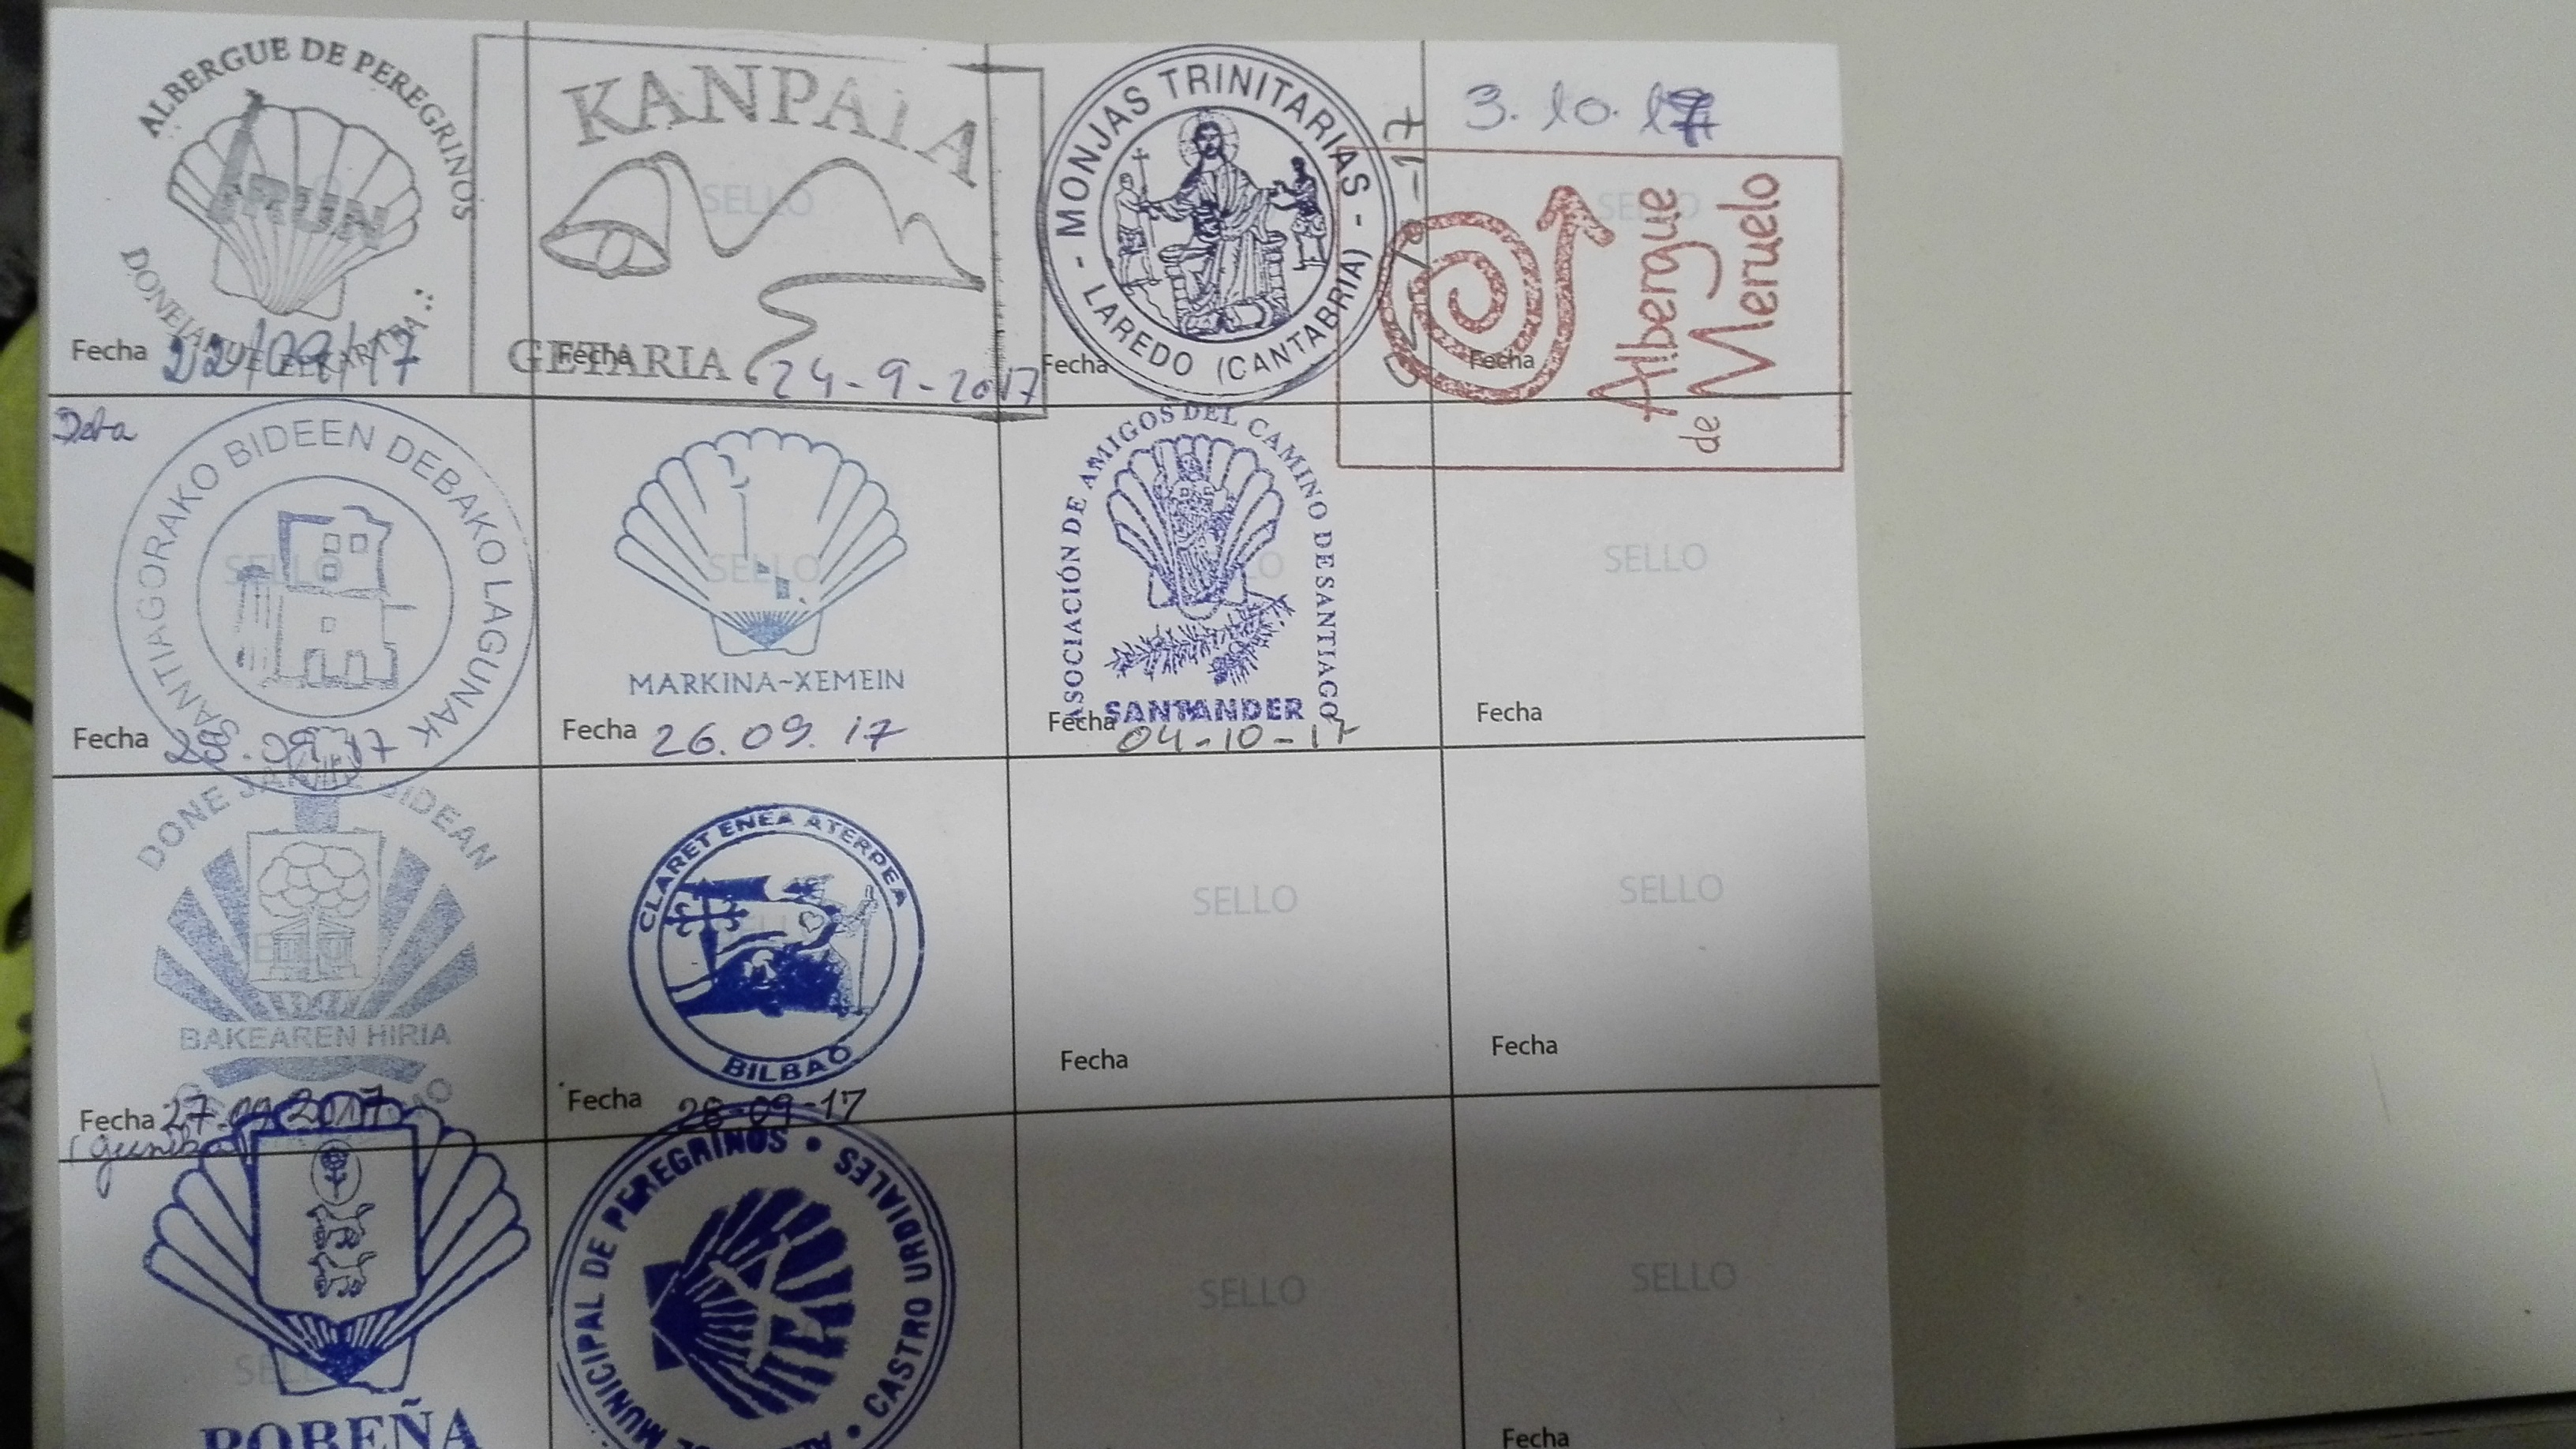 ALBERGUE DE PEREGRINOS
IRUN
Fecha 22/09/17
KANPAIA
SELLO
GETARIA
Fecha
24-9-2017
- MONJAS TRINITARIAS -
LAREDO (CANTABRIA)
Fecha
3.10.17
SELLO
Albergue
de Meruelo
Fecha
Deba
SANTIAGORAKO BIDEEN DEBAKO LAGUNAK
SELLO
Fecha 25.09.17
SELLO
MARKINA-XEMEIN
Fecha 26.09.17
ASOCIACIÓN DE AMIGOS DEL CAMINO DE SANTIAGO
SANTANDER
Fecha 04-10-17
SELLO
Fecha
DONE JAKUE BIDEAN
BAKEAREN HIRIA
Fecha 27.09.2017
CLARET ENEA ATERPEA
BILBAO
Fecha 28-09-17
SELLO
Fecha
SELLO
Fecha
POBEÑA
MUNICIPAL DE PEREGRINOS • CASTRO URDIALES •
SELLO
SELLO
Fecha